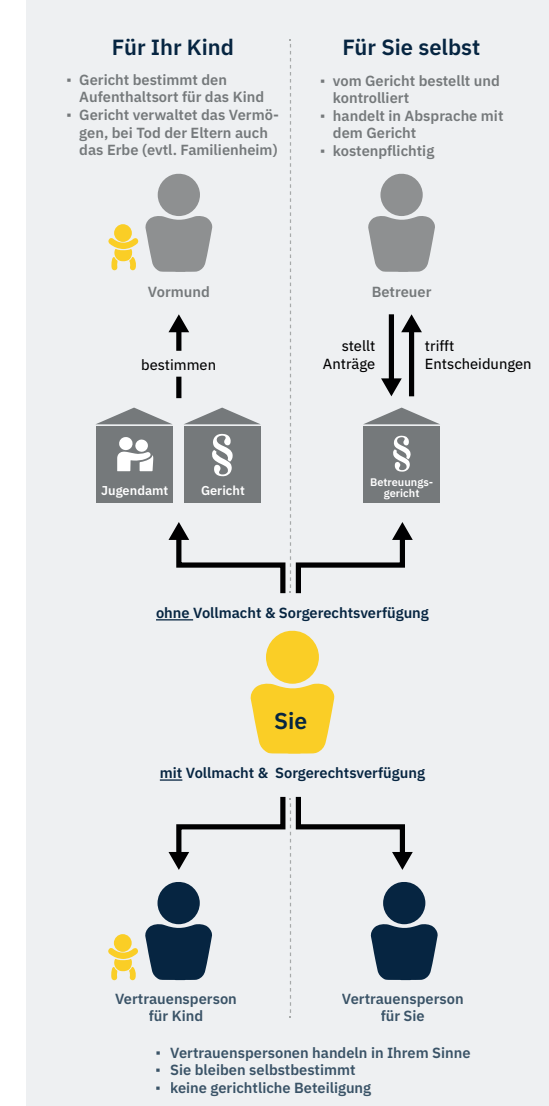 Für Ihr Kind
▪ Gericht bestimmt den
Aufenthaltsort für das Kind
▪ Gericht verwaltet das Vermö-
gen, bei Tod der Eltern auch
das Erbe (evtl. Familienheim)
Vormund
bestimmen
Jugendamt
§
Gericht
Für Sie selbst
▪ vom Gericht bestellt und
kontrolliert
▪ handelt in Absprache mit
dem Gericht
▪ kostenpflichtig
Betreuer
stellt
Anträge
trifft
Entscheidungen
§
Betreuungs-
gericht
ohne Vollmacht & Sorgerechtsverfügung
Sie
mit Vollmacht & Sorgerechtsverfügung
Vertrauensperson
für Kind
Vertrauensperson
für Sie
▪ Vertrauenspersonen handeln in Ihrem Sinne
▪ Sie bleiben selbstbestimmt
▪ keine gerichtliche Beteiligung